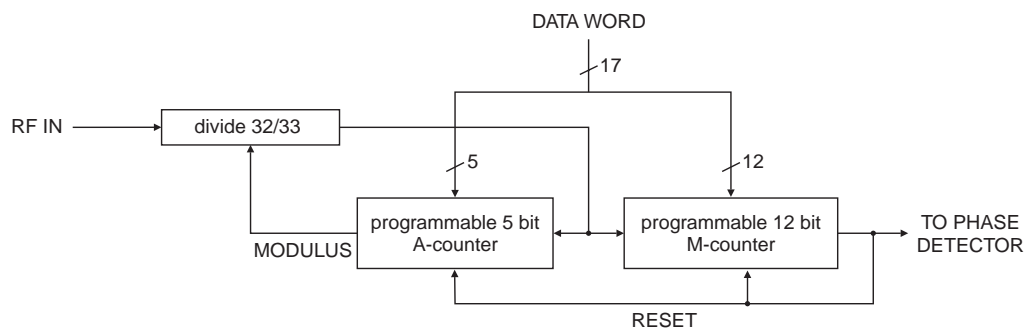 DATA WORD
17
RF IN
divide 32/33
5
12
programmable 5 bit
A-counter
programmable 12 bit
M-counter
TO PHASE
DETECTOR
MODULUS
RESET